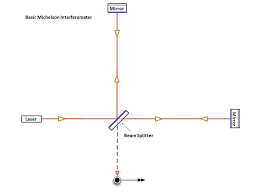 Mirror
Basic Michelson Interferometer
Laser
Mirror
Beam Splitter